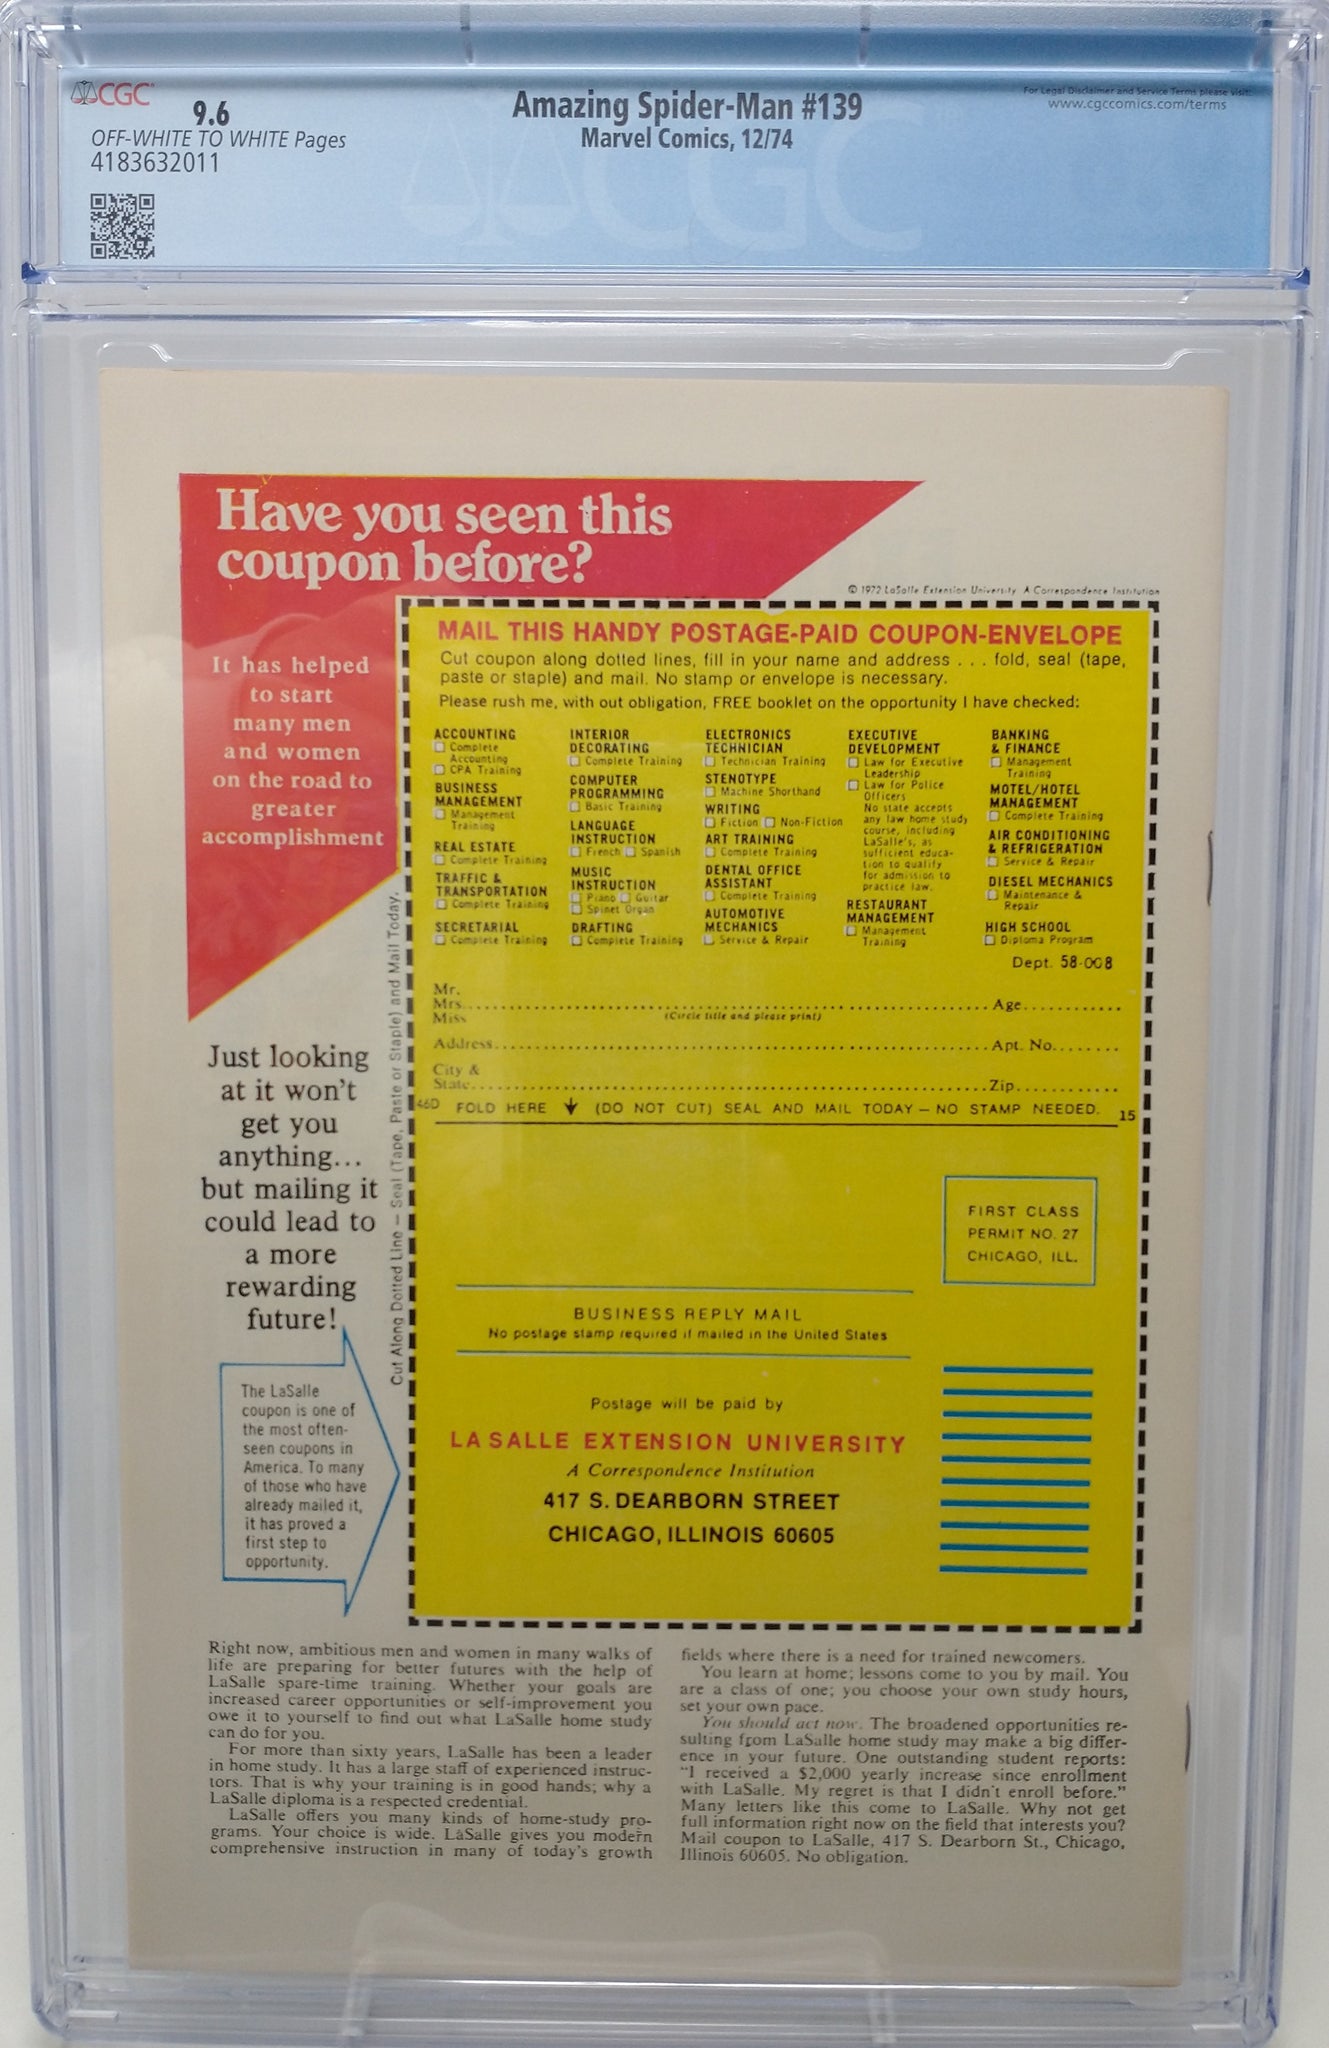 CGC
9.6
OFF-WHITE TO WHITE Pages
4183632011
Amazing Spider-Man #139
Marvel Comics, 12/74
For Legal Disclaimer and Service Terms please visit:
www.cgccomics.com/terms
CGC
Have you seen this
coupon before?
It has helped
to start
many men
and women
on the road to
greater
accomplishment
© 1972 LaSalle Extension University A Correspondence Institution
MAIL THIS HANDY POSTAGE-PAID COUPON-ENVELOPE
Cut coupon along dotted lines, fill in your name and address . . . fold, seal (tape,
paste or staple) and mail. No stamp or envelope is necessary.
Please rush me, with out obligation, FREE booklet on the opportunity I have checked:
ACCOUNTING
Complete
Accounting
CPA Training
BUSINESS
MANAGEMENT
Management
Training
REAL ESTATE
Complete Training
TRAFFIC &
TRANSPORTATION
Complete Training
SECRETARIAL
Complete Training
INTERIOR
DECORATING
Complete Training
COMPUTER
PROGRAMMING
Basic Training
LANGUAGE
INSTRUCTION
French Spanish
MUSIC
INSTRUCTION
Piano Guitar
Spinet Organ
DRAFTING
Complete Training
ELECTRONICS
TECHNICIAN
Technician Training
STENOTYPE
Machine Shorthand
WRITING
Fiction Non-Fiction
ART TRAINING
Complete Training
DENTAL OFFICE
ASSISTANT
Complete Training
AUTOMOTIVE
MECHANICS
Service & Repair
EXECUTIVE
DEVELOPMENT
Law for Executive
Leadership
Law for Police
Officers
No state accepts
any law home study
course, including
LaSalle's, as
sufficient educa-
tion to qualify
for admission to
practice law.
RESTAURANT
MANAGEMENT
Management
Training
BANKING
& FINANCE
Management
Training
MOTEL/HOTEL
MANAGEMENT
Complete Training
AIR CONDITIONING
& REFRIGERATION
Service & Repair
DIESEL MECHANICS
Maintenance &
Repair
HIGH SCHOOL
Diploma Program
Dept. 58-008
Mr.
Mrs. Age
Miss (Circle title and please print)
Address Apt. No.
City &
State Zip
46D FOLD HERE (DO NOT CUT) SEAL AND MAIL TODAY — NO STAMP NEEDED. 15
Cut Along Dotted Line — Seal (Tape, Paste or Staple) and Mail Today.
Just looking
at it won't
get you
anything...
but mailing it
could lead to
a more
rewarding
future!
The LaSalle
coupon is one of
the most often-
seen coupons in
America. To many
of those who have
already mailed it,
it has proved a
first step to
opportunity.
FIRST CLASS
PERMIT NO. 27
CHICAGO, ILL.
BUSINESS REPLY MAIL
No postage stamp required if mailed in the United States
Postage will be paid by
LA SALLE EXTENSION UNIVERSITY
A Correspondence Institution
417 S. DEARBORN STREET
CHICAGO, ILLINOIS 60605
Right now, ambitious men and women in many walks of
life are preparing for better futures with the help of
LaSalle spare-time training. Whether your goals are
increased career opportunities or self-improvement you
owe it to yourself to find out what LaSalle home study
can do for you.
For more than sixty years, LaSalle has been a leader
in home study. It has a large staff of experienced instruc-
tors. That is why your training is in good hands; why a
LaSalle diploma is a respected credential.
LaSalle offers you many kinds of home-study pro-
grams. Your choice is wide. LaSalle gives you modern
comprehensive instruction in many of today's growth
fields where there is a need for trained newcomers.
You learn at home; lessons come to you by mail. You
are a class of one; you choose your own study hours,
set your own pace.
You should act now. The broadened opportunities re-
sulting from LaSalle home study may make a big differ-
ence in your future. One outstanding student reports:
"I received a $2,000 yearly increase since enrollment
with LaSalle. My regret is that I didn't enroll before."
Many letters like this come to LaSalle. Why not get
full information right now on the field that interests you?
Mail coupon to LaSalle, 417 S. Dearborn St., Chicago,
Illinois 60605. No obligation.